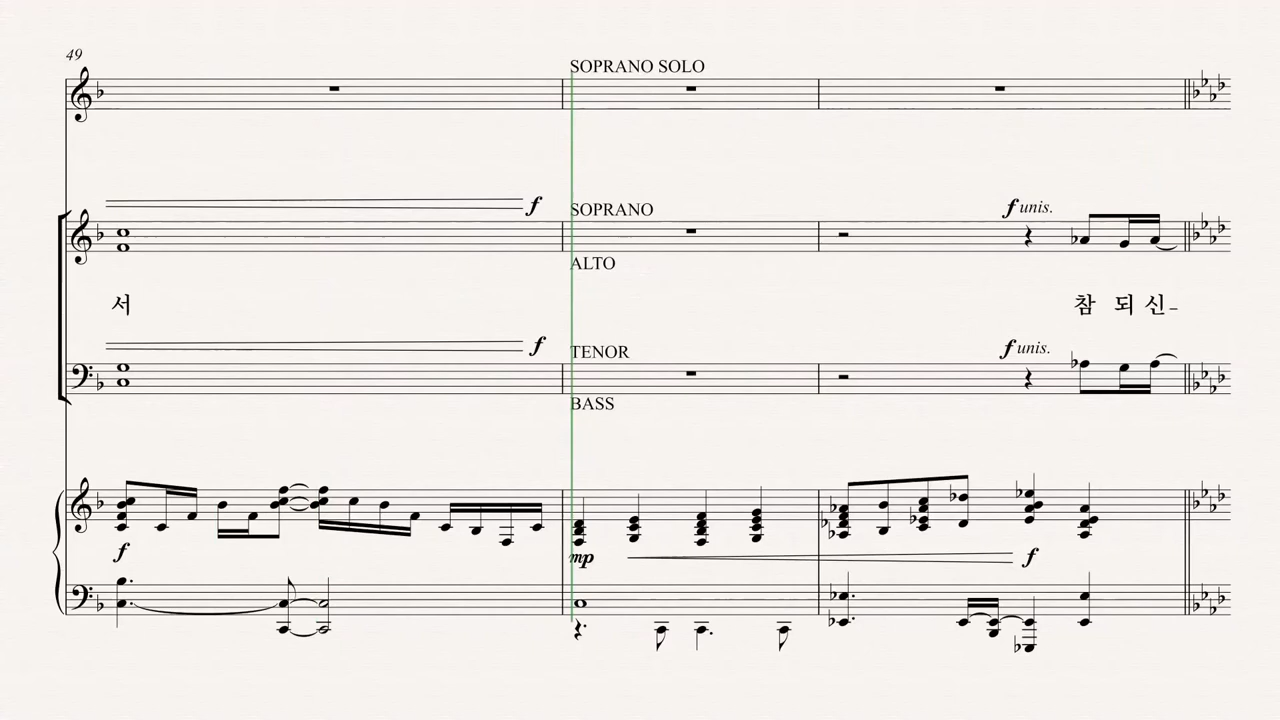 49
SOPRANO SOLO
f
SOPRANO
f unis.
ALTO
서
참 되 신
f
TENOR
f unis.
BASS
f
mp
f